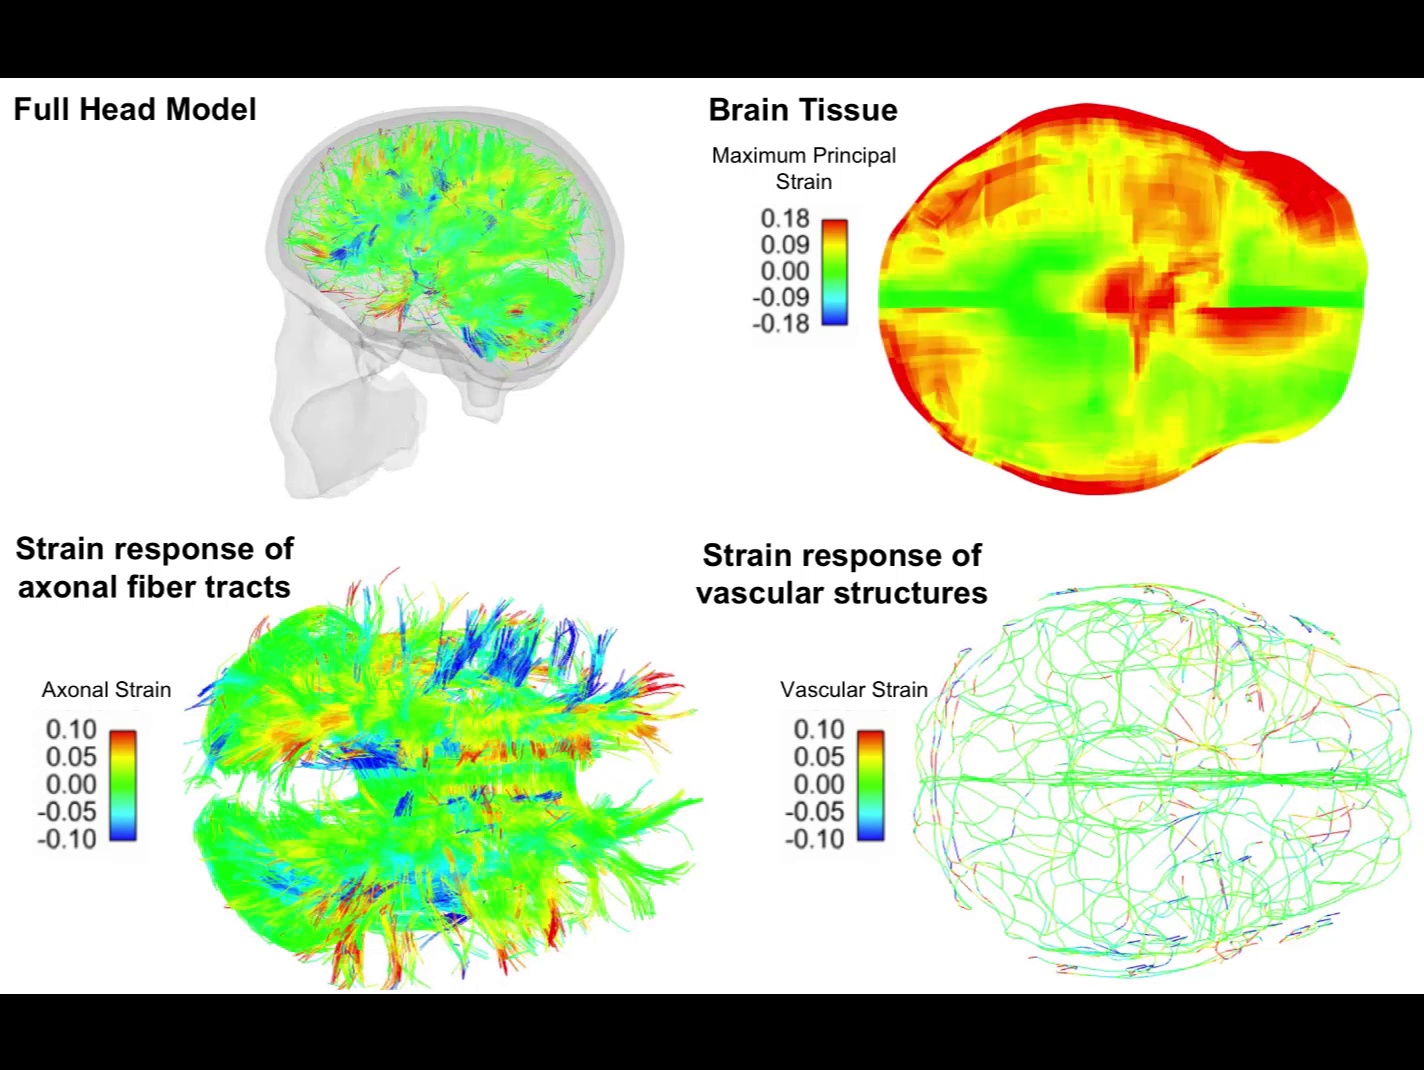 Full Head Model
Brain Tissue
Maximum Principal
Strain
0.18
0.09
0.00
-0.09
-0.18
Strain response of
axonal fiber tracts
Axonal Strain
0.10
0.05
0.00
-0.05
-0.10
Strain response of
vascular structures
Vascular Strain
0.10
0.05
0.00
-0.05
-0.10